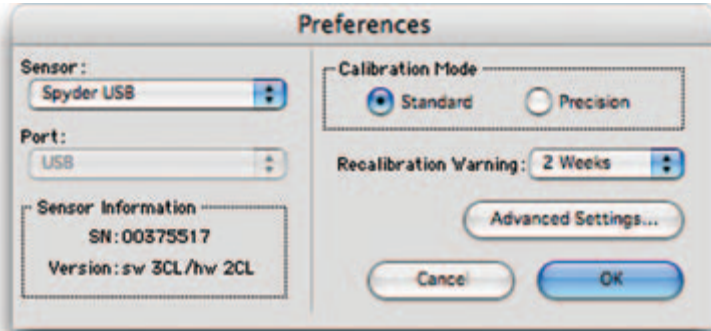 Preferences
Sensor:
Spyder USB
Port:
USB
Sensor Information
SN:00375517
Version:sw 3CL/hw 2CL
Calibration Mode
Standard
Precision
Recalibration Warning: 2 Weeks
Advanced Settings...
Cancel
OK